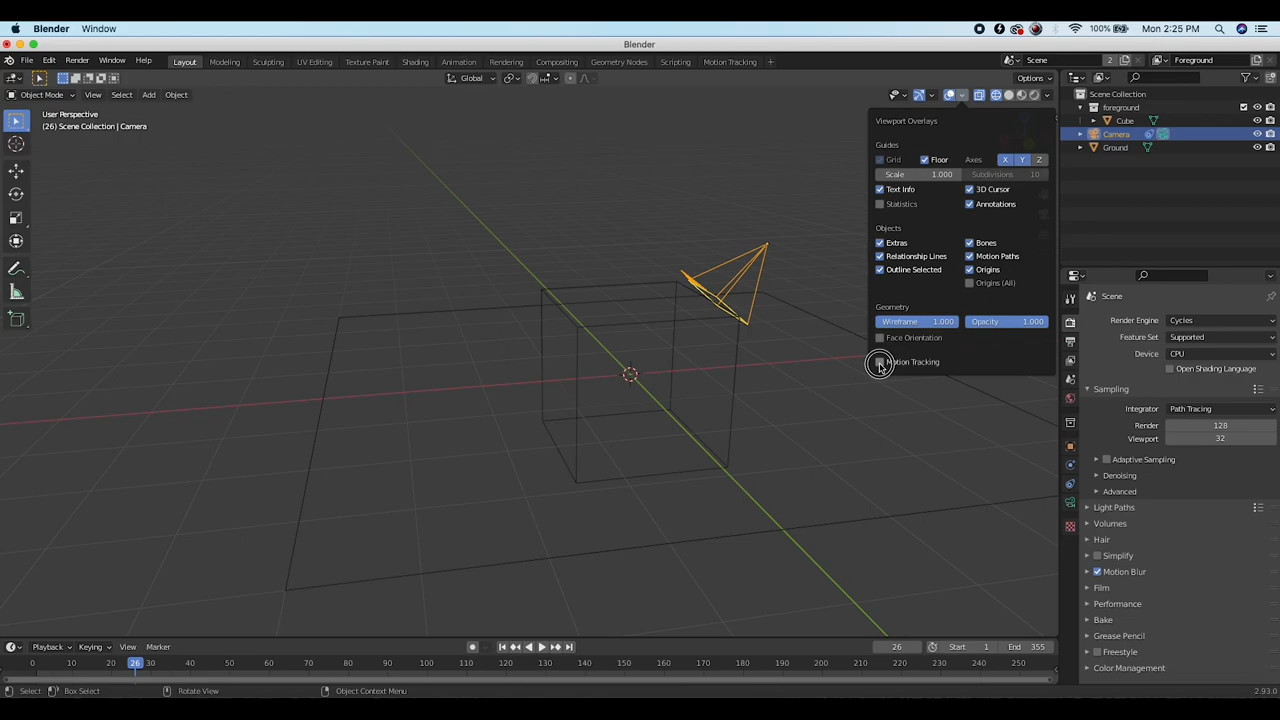 Blender Window 100% Mon 2:25 PM
Blender
File Edit Render Window Help Layout Modeling Sculpting UV Editing Texture Paint Shading Animation Rendering Compositing Geometry Nodes Scripting Motion Tracking + Scene 2 Foreground
Global Options
Object Mode View Select Add Object
User Perspective
(26) Scene Collection | Camera
Viewport Overlays
Guides
Grid Floor Axes X Y Z
Scale 1.000 Subdivisions 10
Text Info 3D Cursor
Statistics Annotations
Objects
Extras Bones
Relationship Lines Motion Paths
Outline Selected Origins
Origins (All)
Geometry
Wireframe 1.000 Opacity 1.000
Face Orientation
Motion Tracking
Scene Collection
foreground
Cube
Camera
Ground
Scene
Render Engine Cycles
Feature Set Supported
Device CPU
Open Shading Language
Sampling
Integrator Path Tracing
Render 128
Viewport 32
Adaptive Sampling
Denoising
Advanced
Light Paths
Volumes
Hair
Simplify
Motion Blur
Film
Performance
Bake
Grease Pencil
Freestyle
Color Management
Playback Keying View Marker 26 Start 1 End 355
0 10 20 26 30 40 50 60 70 80 90 100 110 120 130 140 150 160 170 180 190 200 210 220 230 240 250
Select Box Select Rotate View Object Context Menu 2.93.0